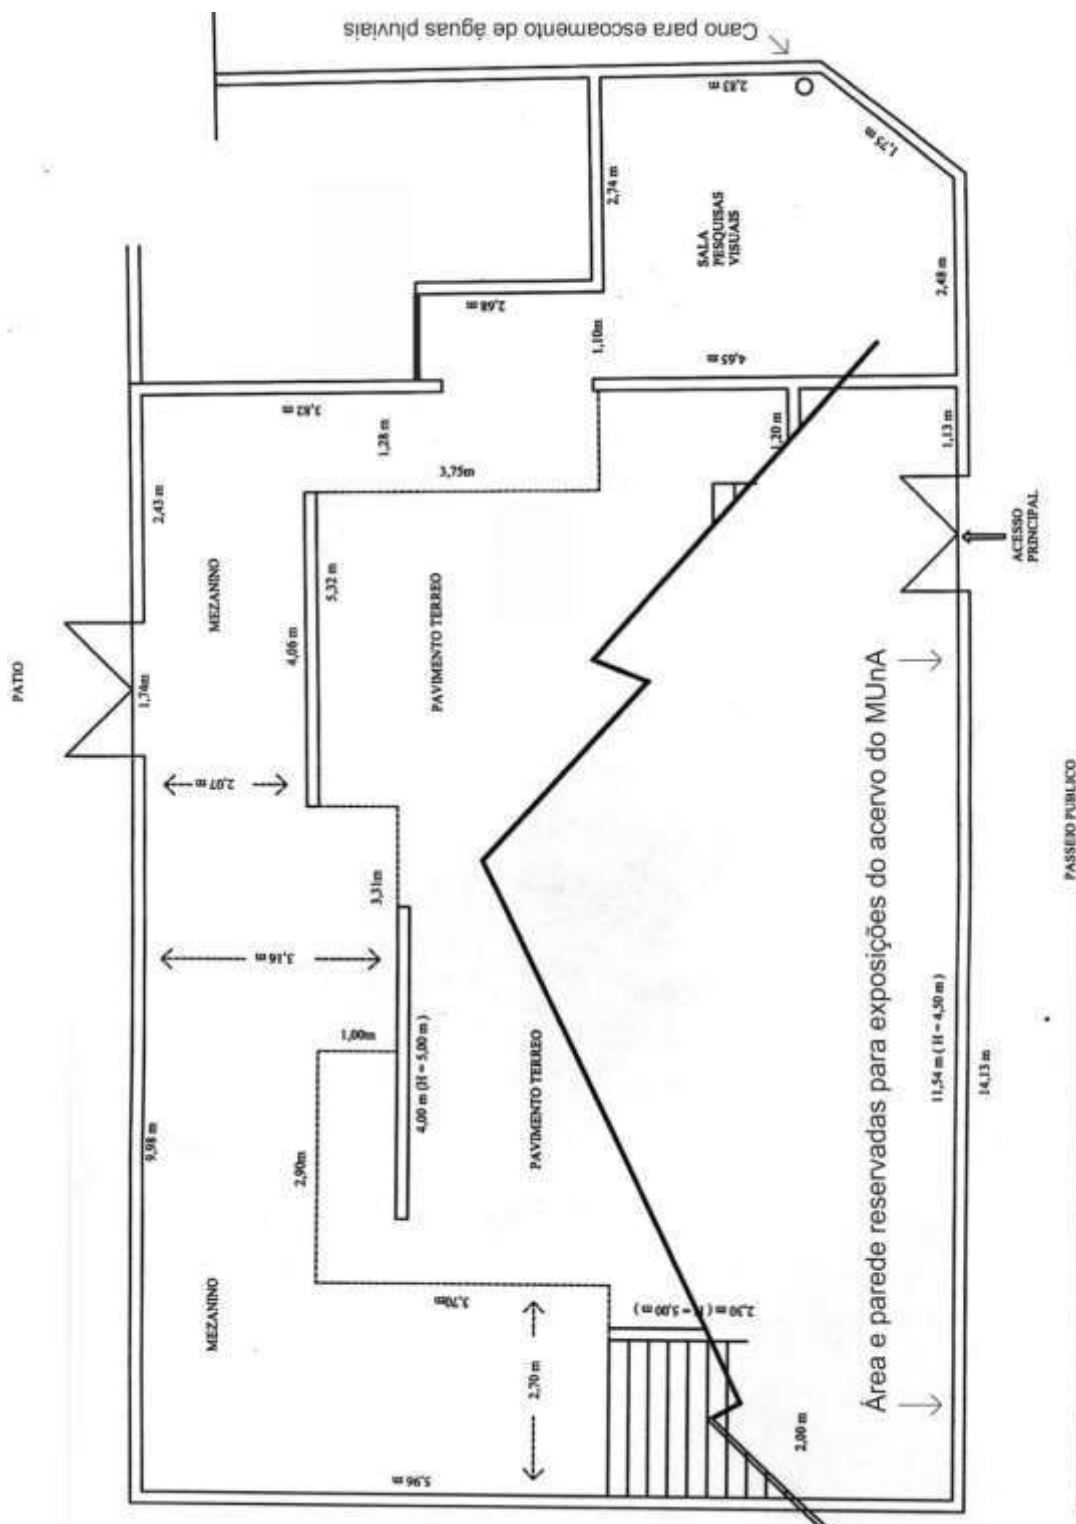 Cano para escoamento de águas pluviais
2,83 m
1,75 m
2,74 m
SALA
PESQUISAS
VISUAIS
2,48 m
2,68 m
1,10m
4,65 m
3,82 m
1,28 m
1,20 m
1,13 m
3,75m
2,43 m
ACESSO
PRINCIPAL
MEZANINO
5,32 m
4,06 m
PAVIMENTO TERREO
PATIO
1,74m
2,07 m
3,31m
3,16 m
1,00m
4,00 m (H = 5,00 m )
PAVIMENTO TERREO
Área e parede reservadas para exposições do acervo do MUnA
PASSEIO PUBLICO
11,54 m ( H = 4,50 m )
14,13 m
9,98 m
2,90m
MEZANINO
3,70m
2,30 m ( H = 5,00 m )
2,70 m
2,00 m
5,96 m